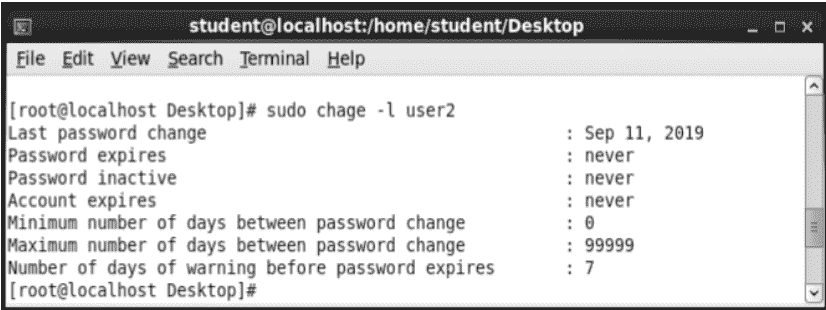 student@localhost:/home/student/Desktop
File Edit View Search Terminal Help
[root@localhost Desktop]# sudo chage -l user2
Last password change : Sep 11, 2019
Password expires : never
Password inactive : never
Account expires : never
Minimum number of days between password change : 0
Maximum number of days between password change : 99999
Number of days of warning before password expires : 7
[root@localhost Desktop]#